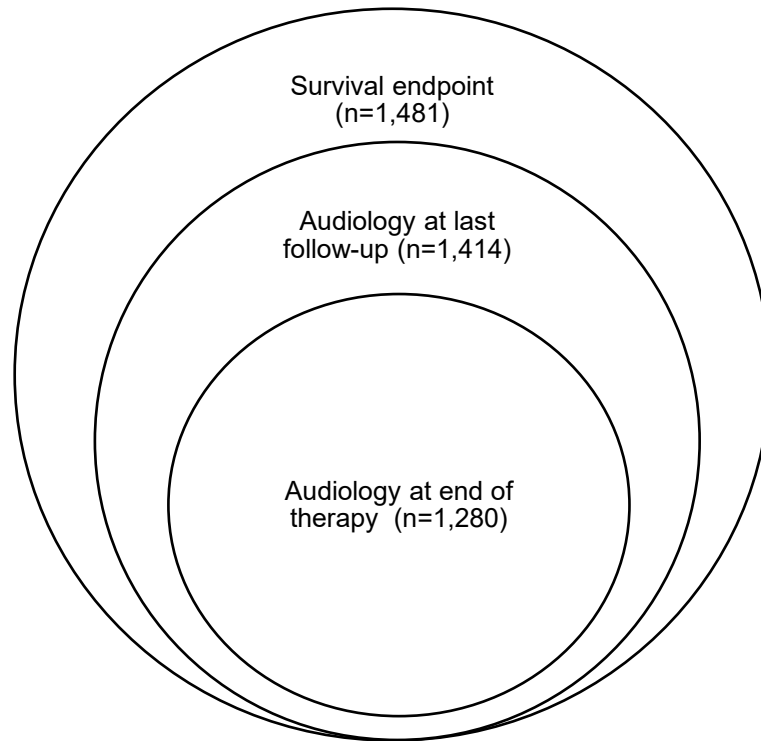 Survival endpoint
(n=1,481)
Audiology at last
follow-up (n=1,414)
Audiology at end of
therapy  (n=1,280)